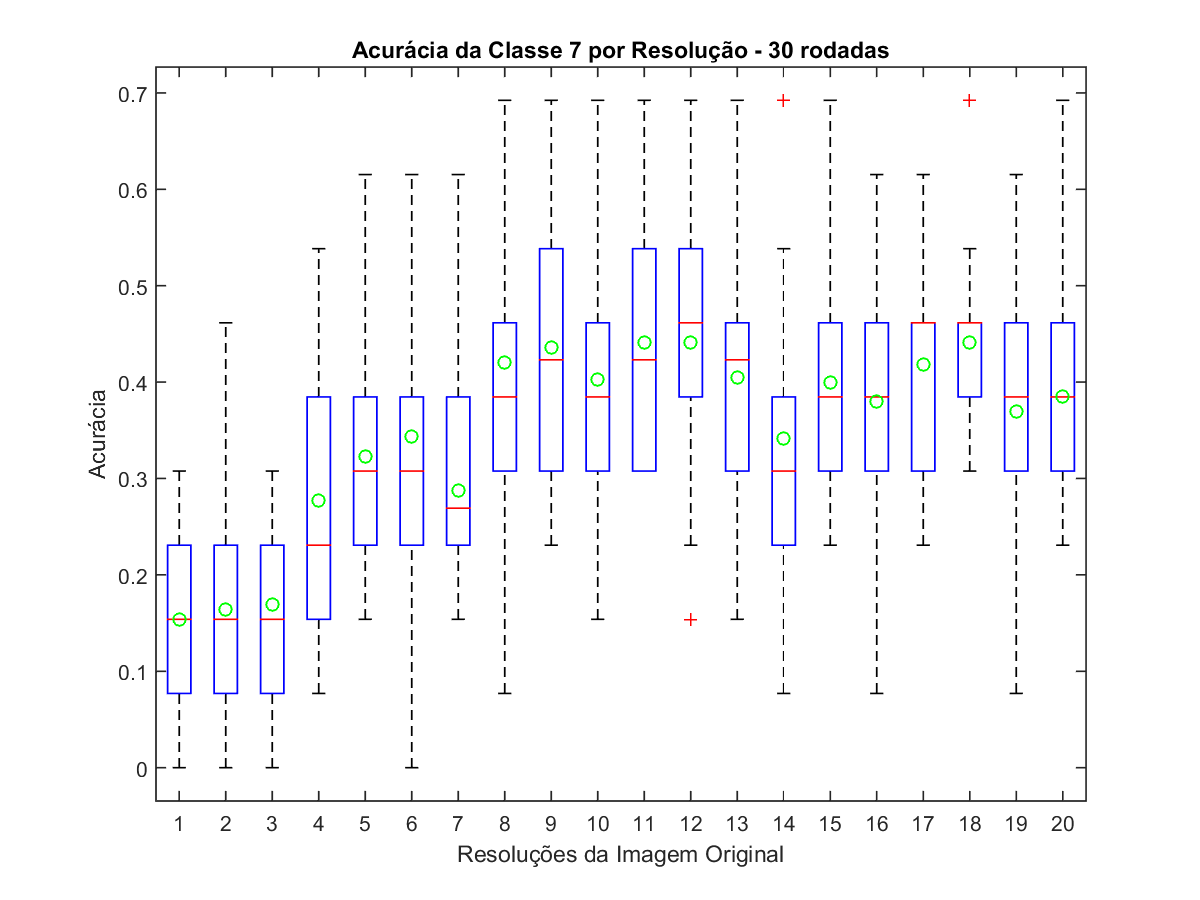 Acurácia da Classe 7 por Resolução - 30 rodadas
0.7
0.6
0.5
0.4
0.3
0.2
0.1
0
Acurácia
1 2 3 4 5 6 7 8 9 10 11 12 13 14 15 16 17 18 19 20
Resoluções da Imagem Original